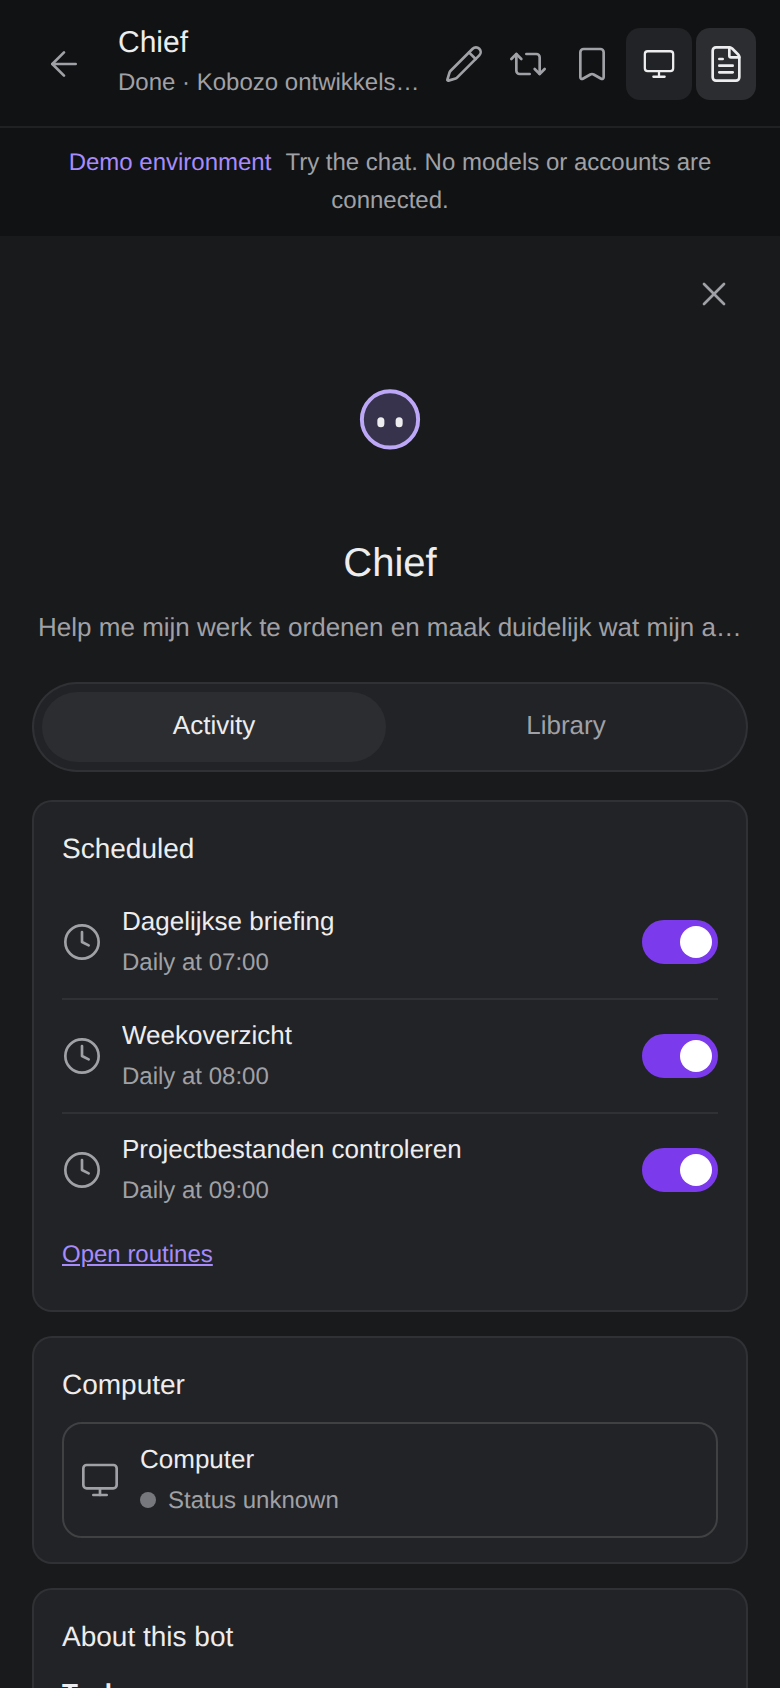 Chief
Done · Kobozo ontwikkels…
Demo environment Try the chat. No models or accounts are
connected.
Chief
Help me mijn werk te ordenen en maak duidelijk wat mijn a…
Activity
Library
Scheduled
Dagelijkse briefing
Daily at 07:00
Weekoverzicht
Daily at 08:00
Projectbestanden controleren
Daily at 09:00
Open routines
Computer
Computer
Status unknown
About this bot